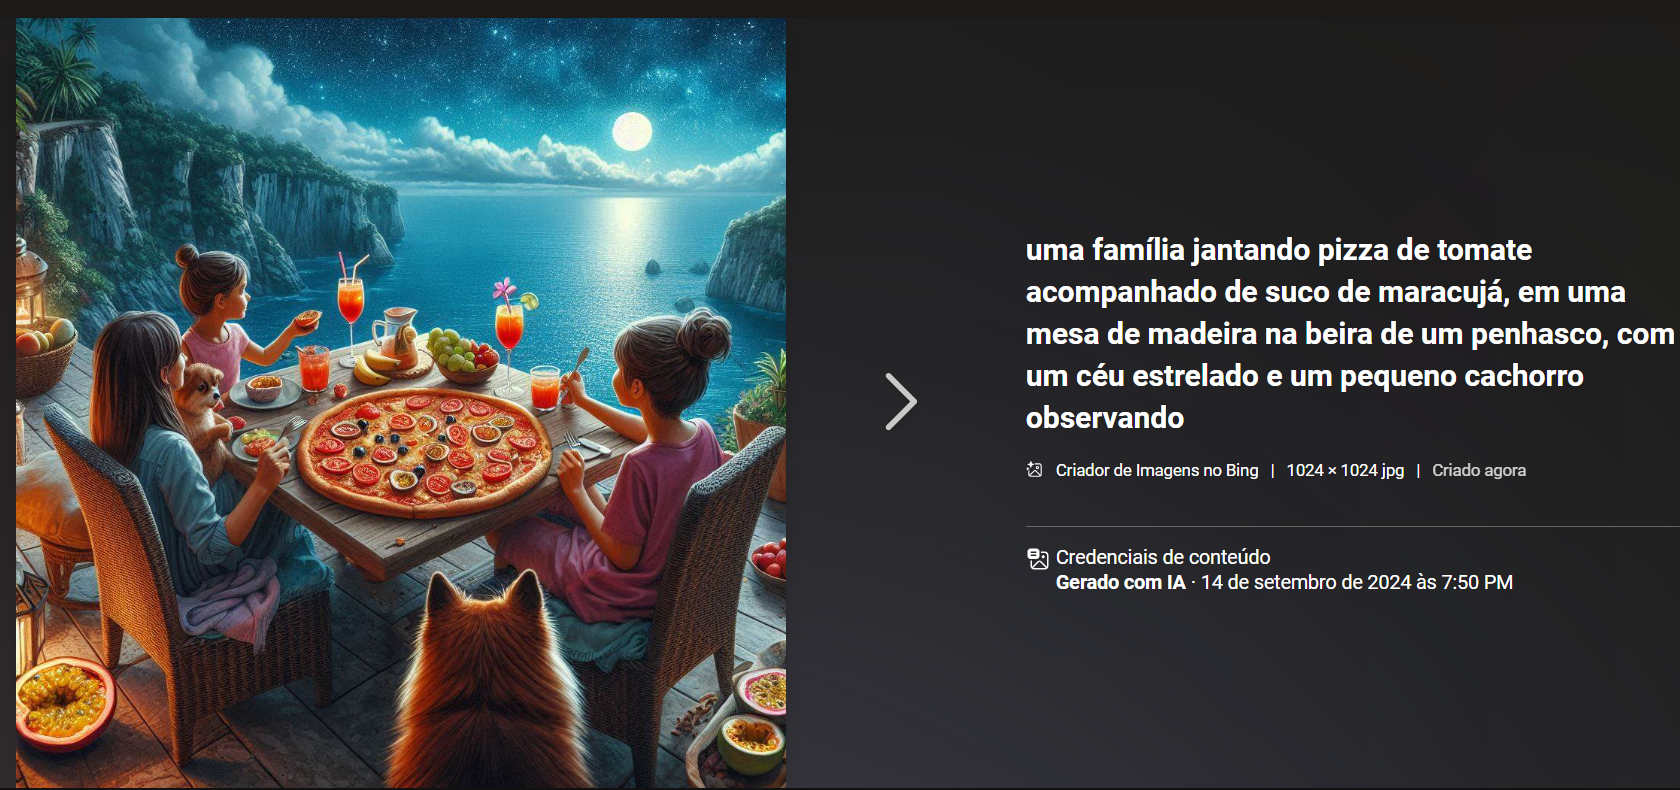 uma família jantando pizza de tomate
acompanhado de suco de maracujá, em uma
mesa de madeira na beira de um penhasco, com
um céu estrelado e um pequeno cachorro
observando
Criador de Imagens no Bing | 1024 × 1024 jpg | Criado agora
Credenciais de conteúdo
Gerado com IA · 14 de setembro de 2024 às 7:50 PM